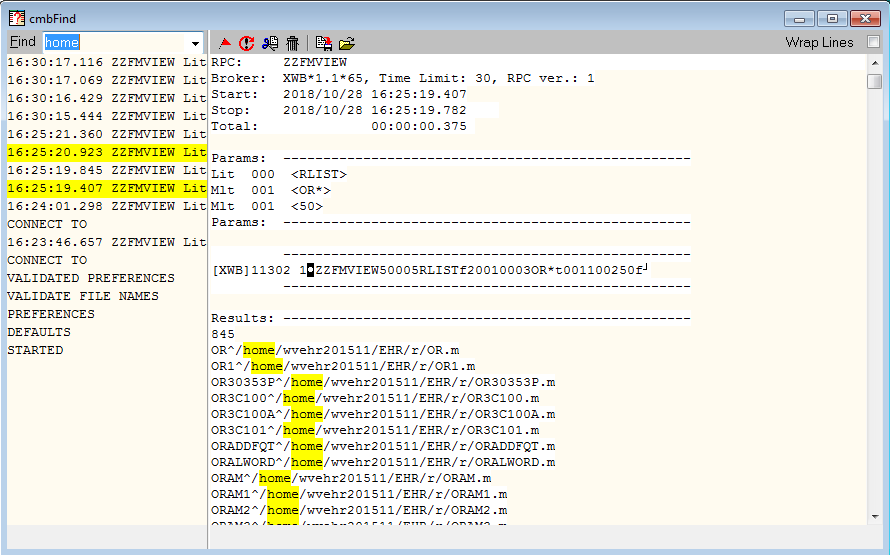 cmbFind
Find home
Wrap Lines
16:30:17.116 ZZFMVIEW Lit
16:30:17.069 ZZFMVIEW Lit
16:30:16.429 ZZFMVIEW Lit
16:30:15.444 ZZFMVIEW Lit
16:25:21.360 ZZFMVIEW Lit
16:25:20.923 ZZFMVIEW Lit
16:25:19.845 ZZFMVIEW Lit
16:25:19.407 ZZFMVIEW Lit
16:24:01.298 ZZFMVIEW Lit
CONNECT TO
16:23:46.657 ZZFMVIEW Lit
CONNECT TO
VALIDATED PREFERENCES
VALIDATE FILE NAMES
PREFERENCES
DEFAULTS
STARTED
RPC: ZZFMVIEW
Broker: XWB*1.1*65, Time Limit: 30, RPC ver.: 1
Start: 2018/10/28 16:25:19.407
Stop: 2018/10/28 16:25:19.782
Total: 00:00:00.375
Params: ---------------------------------------------------
Lit 000 <RLIST>
Mlt 001 <OR*>
Mlt 001 <50>
Params: ---------------------------------------------------
---------------------------------------------------
[XWB]11302 1◘ZZFMVIEW50005RLISTf20010003OR*t001100250f┘
---------------------------------------------------
Results: ---------------------------------------------------
845
OR^/home/wvehr201511/EHR/r/OR.m
OR1^/home/wvehr201511/EHR/r/OR1.m
OR30353P^/home/wvehr201511/EHR/r/OR30353P.m
OR3C100^/home/wvehr201511/EHR/r/OR3C100.m
OR3C100A^/home/wvehr201511/EHR/r/OR3C100A.m
OR3C101^/home/wvehr201511/EHR/r/OR3C101.m
ORADDFQT^/home/wvehr201511/EHR/r/ORADDFQT.m
ORALWORD^/home/wvehr201511/EHR/r/ORALWORD.m
ORAM^/home/wvehr201511/EHR/r/ORAM.m
ORAM1^/home/wvehr201511/EHR/r/ORAM1.m
ORAM2^/home/wvehr201511/EHR/r/ORAM2.m